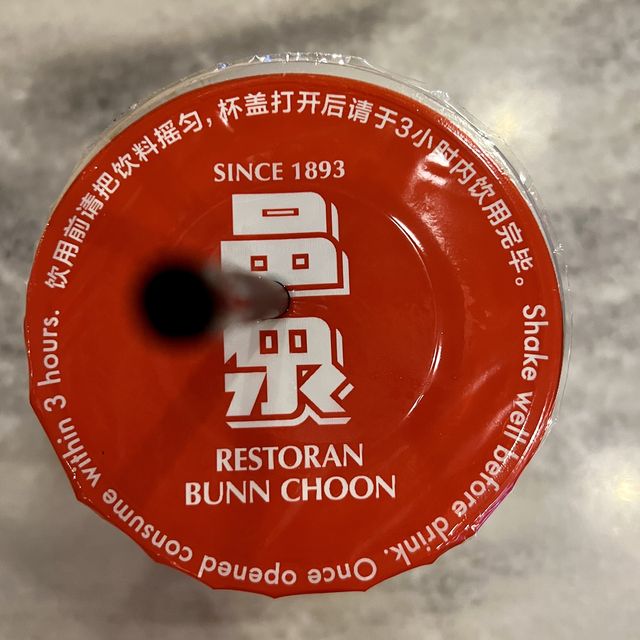 饮用前请把饮料摇匀, 杯盖打开后请于3小时内饮用完毕。
SINCE 1893
品泉
RESTORAN
BUNN CHOON
Shake well before drink. Once opened consume within 3 hours.